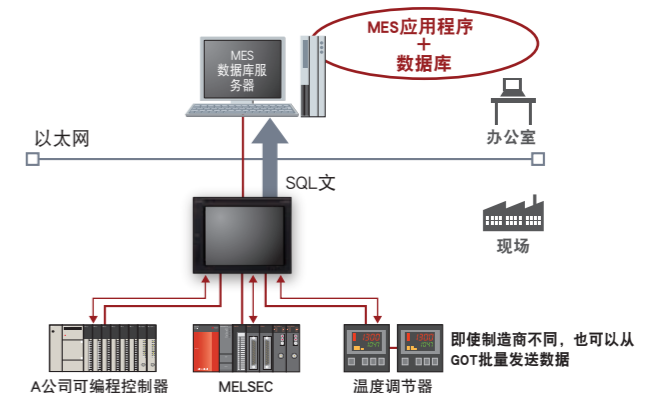 MES应用程序
+
数据库
MES
数据库服
务器
办公室
以太网
SQL文
现场
即使制造商不同，也可以从
GOT批量发送数据
A公司可编程控制器
MELSEC
温度调节器